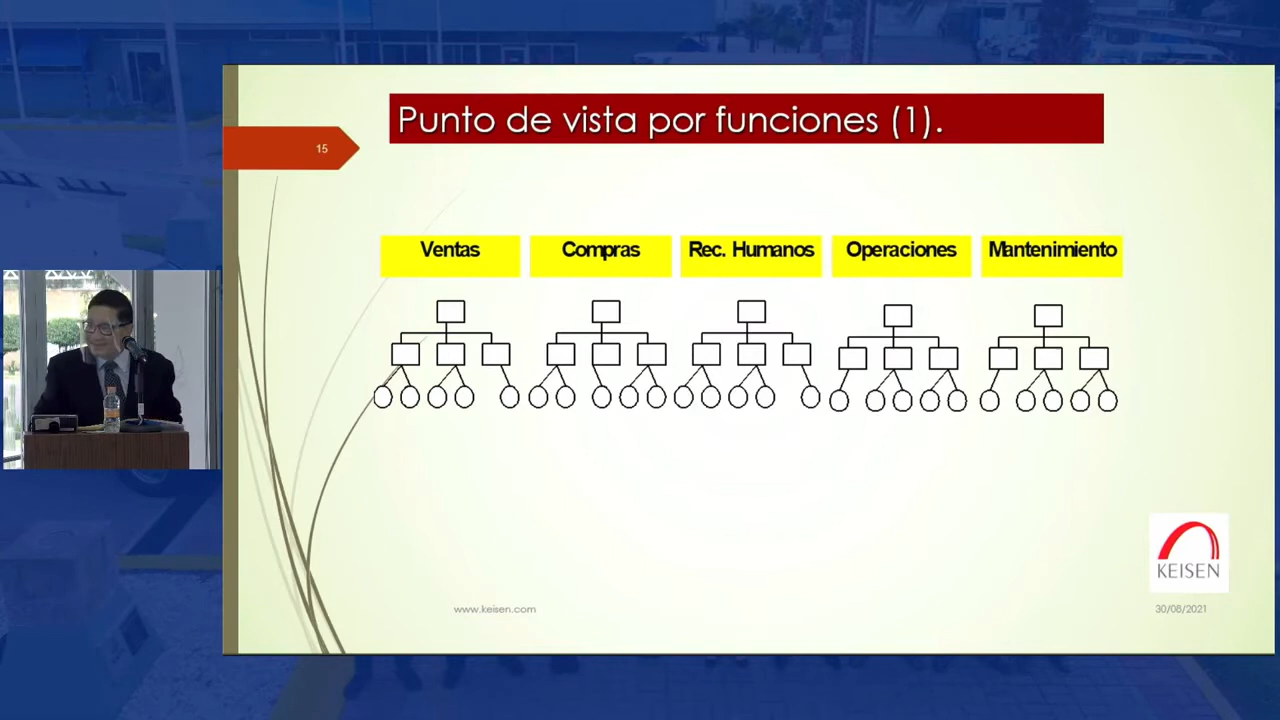 Punto de vista por funciones (1).
15
Ventas
Compras
Rec. Humanos
Operaciones
Mantenimiento
KEISEN
www.keisen.com
30/08/2021